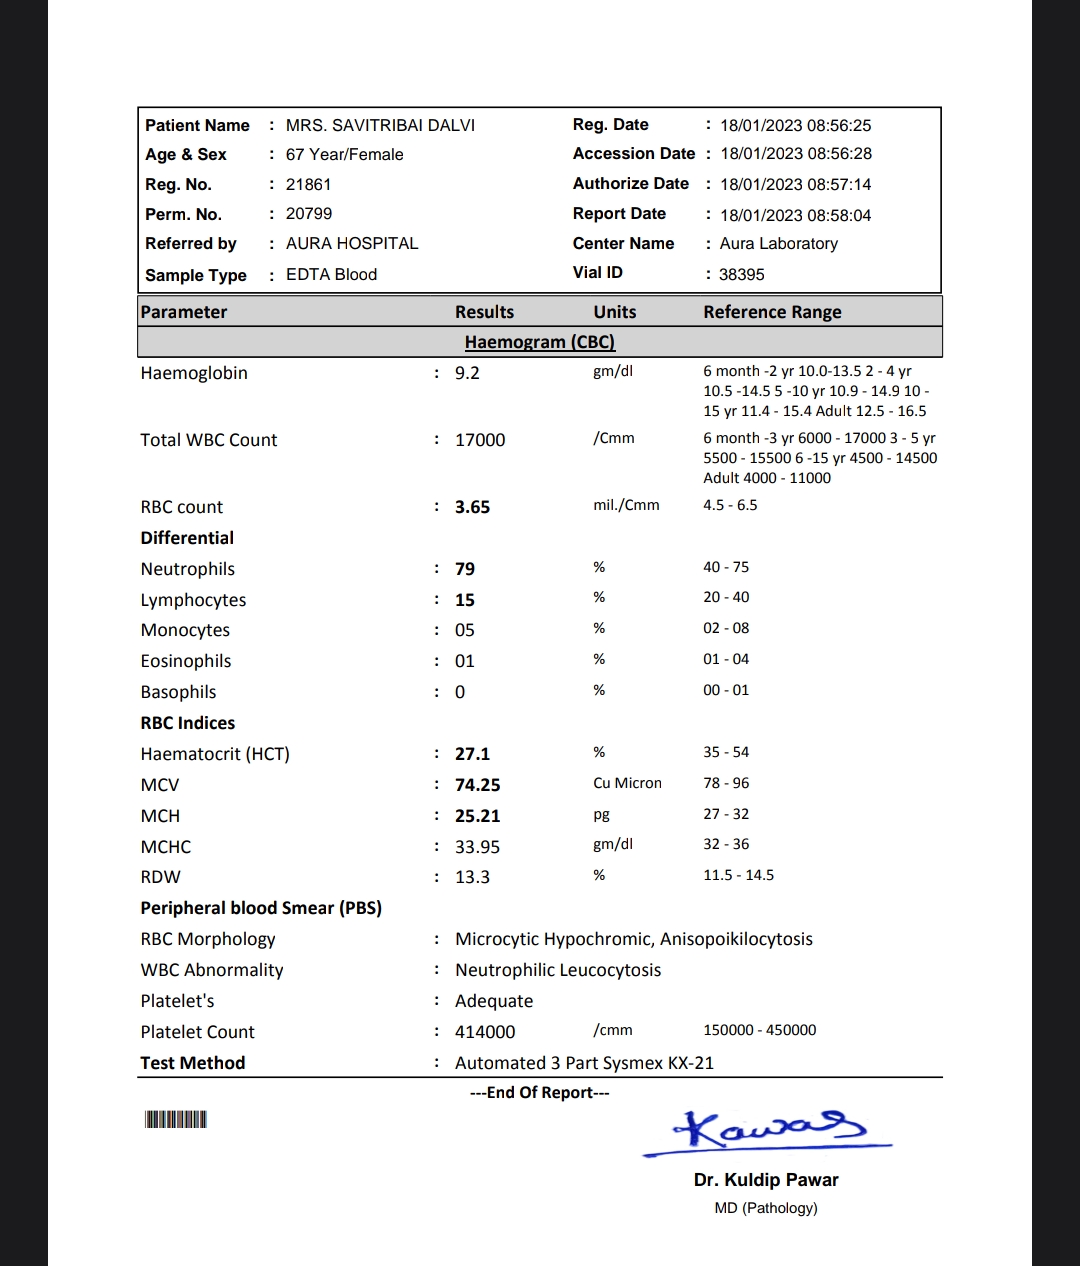 Patient Name : MRS. SAVITRIBAI DALVI Reg. Date : 18/01/2023 08:56:25
Age & Sex : 67 Year/Female Accession Date : 18/01/2023 08:56:28
Reg. No. : 21861 Authorize Date : 18/01/2023 08:57:14
Perm. No. : 20799 Report Date : 18/01/2023 08:58:04
Referred by : AURA HOSPITAL Center Name : Aura Laboratory
Sample Type : EDTA Blood Vial ID : 38395
Parameter Results Units Reference Range
Haemogram (CBC)
Haemoglobin : 9.2 gm/dl 6 month -2 yr 10.0-13.5 2 - 4 yr
10.5 -14.5 5 -10 yr 10.9 - 14.9 10 -
15 yr 11.4 - 15.4 Adult 12.5 - 16.5
Total WBC Count : 17000 /Cmm 6 month -3 yr 6000 - 17000 3 - 5 yr
5500 - 15500 6 -15 yr 4500 - 14500
Adult 4000 - 11000
RBC count : 3.65 mil./Cmm 4.5 - 6.5
Differential
Neutrophils : 79 % 40 - 75
Lymphocytes : 15 % 20 - 40
Monocytes : 05 % 02 - 08
Eosinophils : 01 % 01 - 04
Basophils : 0 % 00 - 01
RBC Indices
Haematocrit (HCT) : 27.1 % 35 - 54
MCV : 74.25 Cu Micron 78 - 96
MCH : 25.21 pg 27 - 32
MCHC : 33.95 gm/dl 32 - 36
RDW : 13.3 % 11.5 - 14.5
Peripheral blood Smear (PBS)
RBC Morphology : Microcytic Hypochromic, Anisopoikilocytosis
WBC Abnormality : Neutrophilic Leucocytosis
Platelet's : Adequate
Platelet Count : 414000 /cmm 150000 - 450000
Test Method : Automated 3 Part Sysmex KX-21
---End Of Report---
Dr. Kuldip Pawar
MD (Pathology)